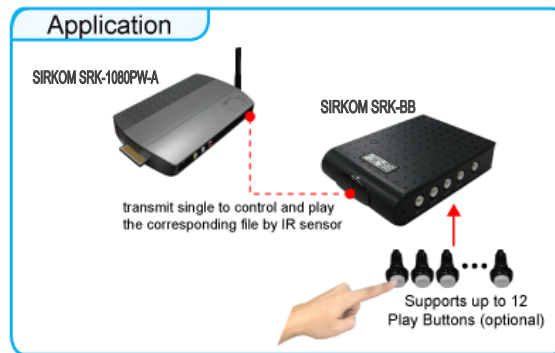 Application
SIRKOM SRK-1080PW-A
SIRKOM SRK-BB
transmit single to control and play
the corresponding file by IR sensor
Supports up to 12
Play Buttons (optional)